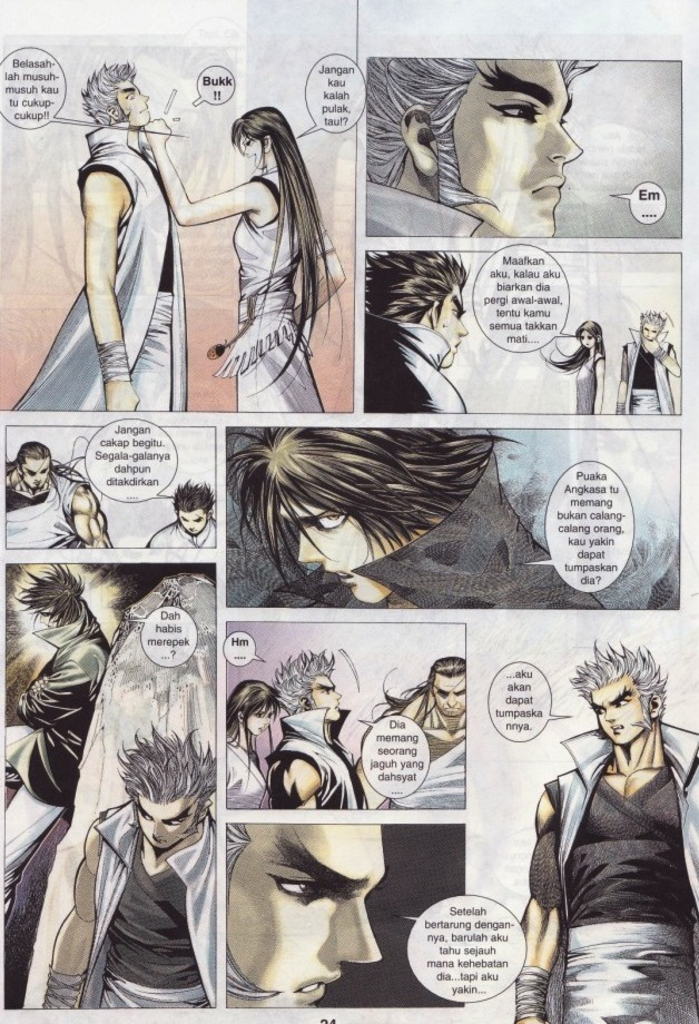 Belasah-
lah musuh-
musuh kau
tu cukup-
cukup!!
Bukk
!!
Jangan
kau
kalah
pulak,
tau!?
Em
....
Maafkan
aku, kalau aku
biarkan dia
pergi awal-awal,
tentu kamu
semua takkan
mati....
Jangan
cakap begitu.
Segala-galanya
dahpun
ditakdirkan
....
Puaka
Angkasa tu
memang
bukan calang-
calang orang,
kau yakin
dapat
tumpaskan
dia?
Dah
habis
merepek
...?
Hm
....
Dia
memang
seorang
jaguh yang
dahsyat
....
...aku
akan
dapat
tumpaska
nnya.
Setelah
bertarung dengan-
nya, barulah aku
tahu sejauh
mana kehebatan
dia...tapi aku
yakin...
24